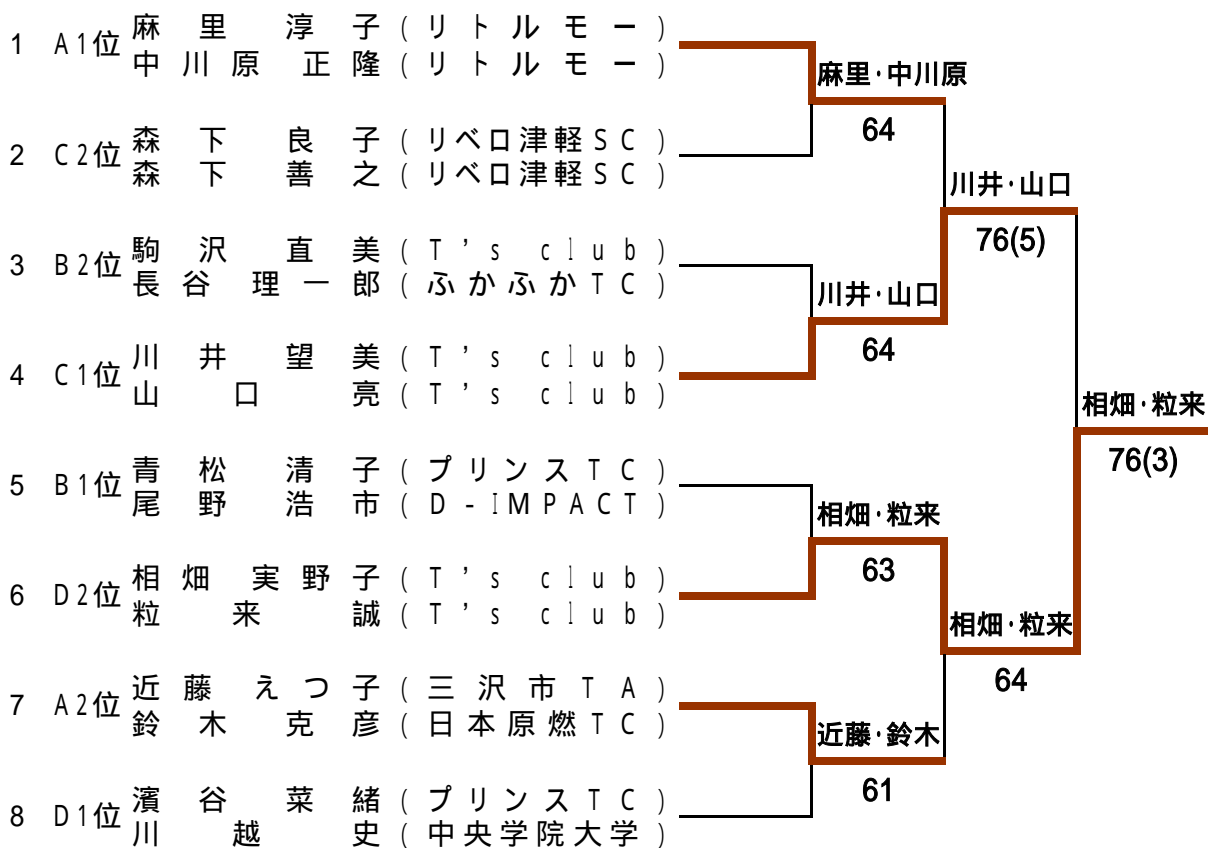 1 A1位 麻里淳子(リトルモー)
中川原正隆(リトルモー)
麻里・中川原
64
2 C2位 森下良子(リベロ津軽SC)
森下善之(リベロ津軽SC)
川井・山口
76(5)
3 B2位 駒沢直美(T's club)
長谷理一郎(ふかふかTC)
川井・山口
64
4 C1位 川井望美(T's club)
山口亮(T's club)
相畑・粒来
76(3)
5 B1位 青松清子(プリンスTC)
尾野浩市(D-IMPACT)
相畑・粒来
63
6 D2位 相畑実野子(T's club)
粒来誠(T's club)
相畑・粒来
64
7 A2位 近藤えつ子(三沢市TA)
鈴木克彦(日本原燃TC)
近藤・鈴木
61
8 D1位 濱谷菜緒(プリンスTC)
川越史(中央学院大学)